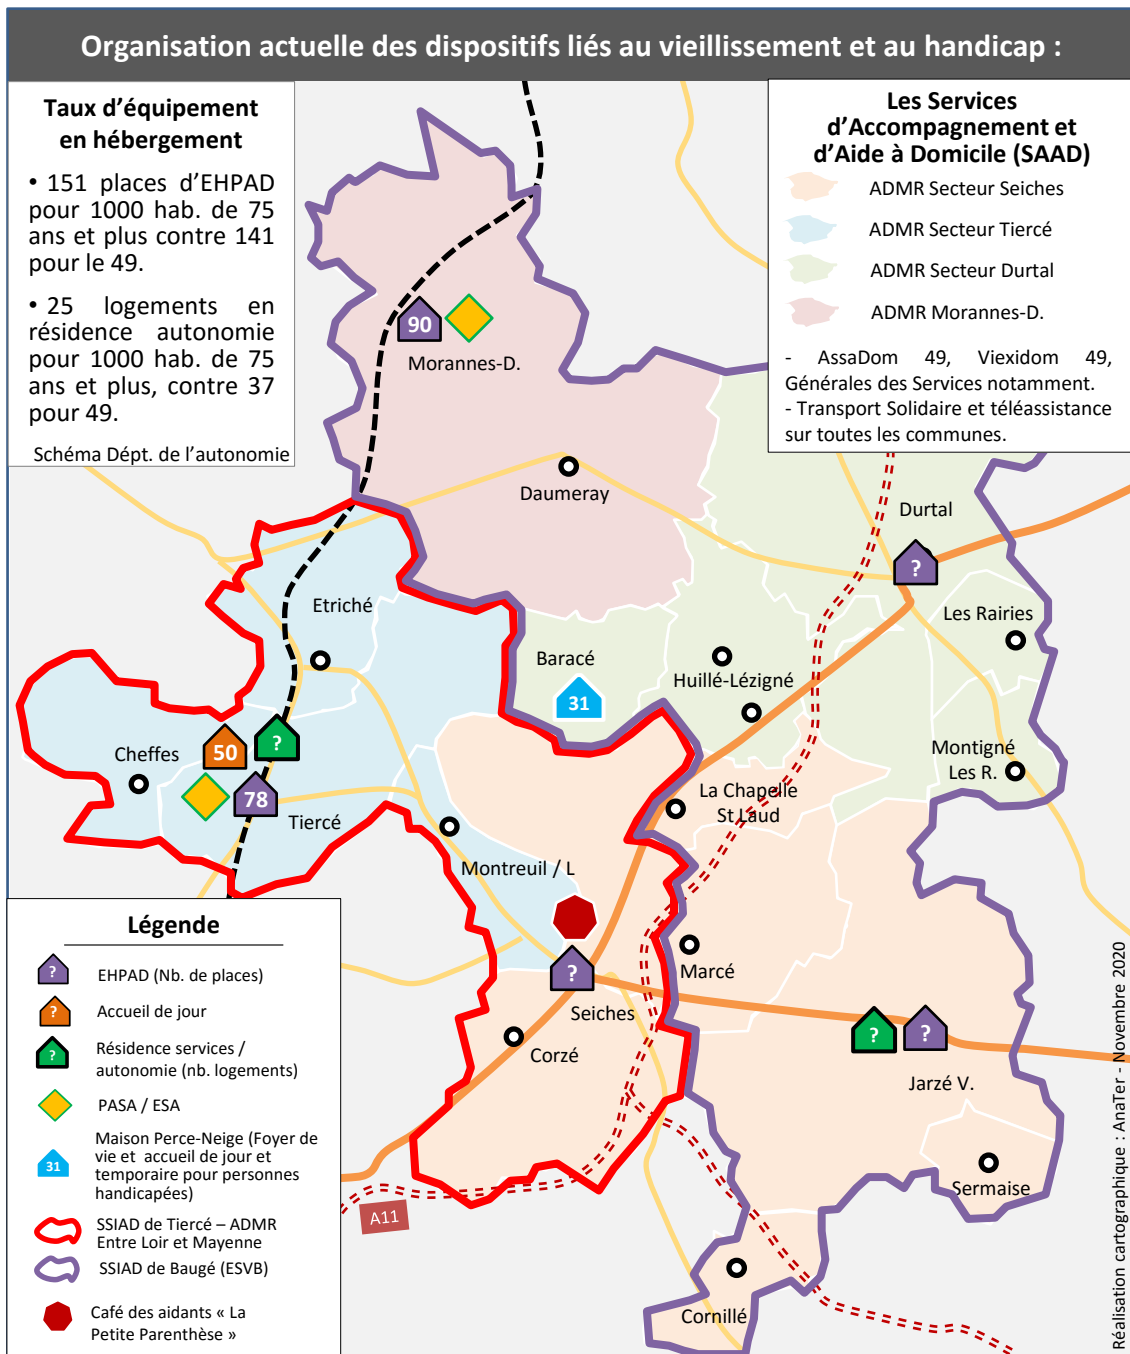 Organisation actuelle des dispositifs liés au vieillissement et au handicap :
Taux d’équipement
en hébergement
• 151 places d’EHPAD
pour 1000 hab. de 75
ans et plus contre 141
pour le 49.
• 25 logements en
résidence autonomie
pour 1000 hab. de 75
ans et plus, contre 37
pour 49.
Schéma Dépt. de l’autonomie
Les Services
d’Accompagnement et
d’Aide à Domicile (SAAD)
ADMR Secteur Seiches
ADMR Secteur Tiercé
ADMR Secteur Durtal
ADMR Morannes-D.
- AssaDom 49, Viexidom 49,
Générales des Services notamment.
- Transport Solidaire et téléassistance
sur toutes les communes.
90
Morannes-D.
Daumeray
Durtal
?
Etriché
Les Rairies
Baracé
31
Huillé-Lézigné
Cheffes
50
?
78
Tiercé
Montigné
Les R.
La Chapelle
St Laud
Montreuil / L
Marcé
?
Seiches
Corzé
?
?
Jarzé V.
Sermaise
A11
Cornillé
Légende
?
EHPAD (Nb. de places)
?
Accueil de jour
?
Résidence services /
autonomie (nb. logements)
PASA / ESA
31
Maison Perce-Neige (Foyer de
vie et accueil de jour et
temporaire pour personnes
handicapées)
SSIAD de Tiercé – ADMR
Entre Loir et Mayenne
SSIAD de Baugé (ESVB)
Café des aidants « La
Petite Parenthèse »
Réalisation cartographique : AnaTer - Novembre 2020